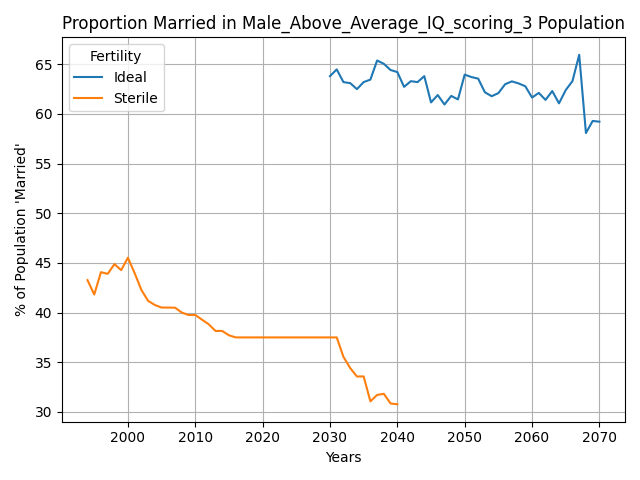 Proportion Married in Male_Above_Average_IQ_scoring_3 Population
Fertility
Ideal
Sterile
% of Population 'Married'
65
60
55
50
45
40
35
30
2000
2010
2020
2030
2040
2050
2060
2070
Years